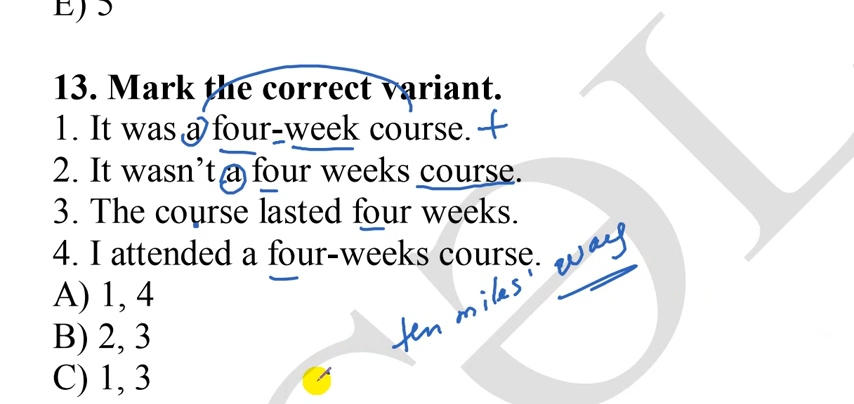 E) 5
13. Mark the correct variant.
1. It was a four-week course. +
2. It wasn't a four weeks course.
3. The course lasted four weeks.
4. I attended a four-weeks course.
ten miles' way
A) 1, 4
B) 2, 3
C) 1, 3